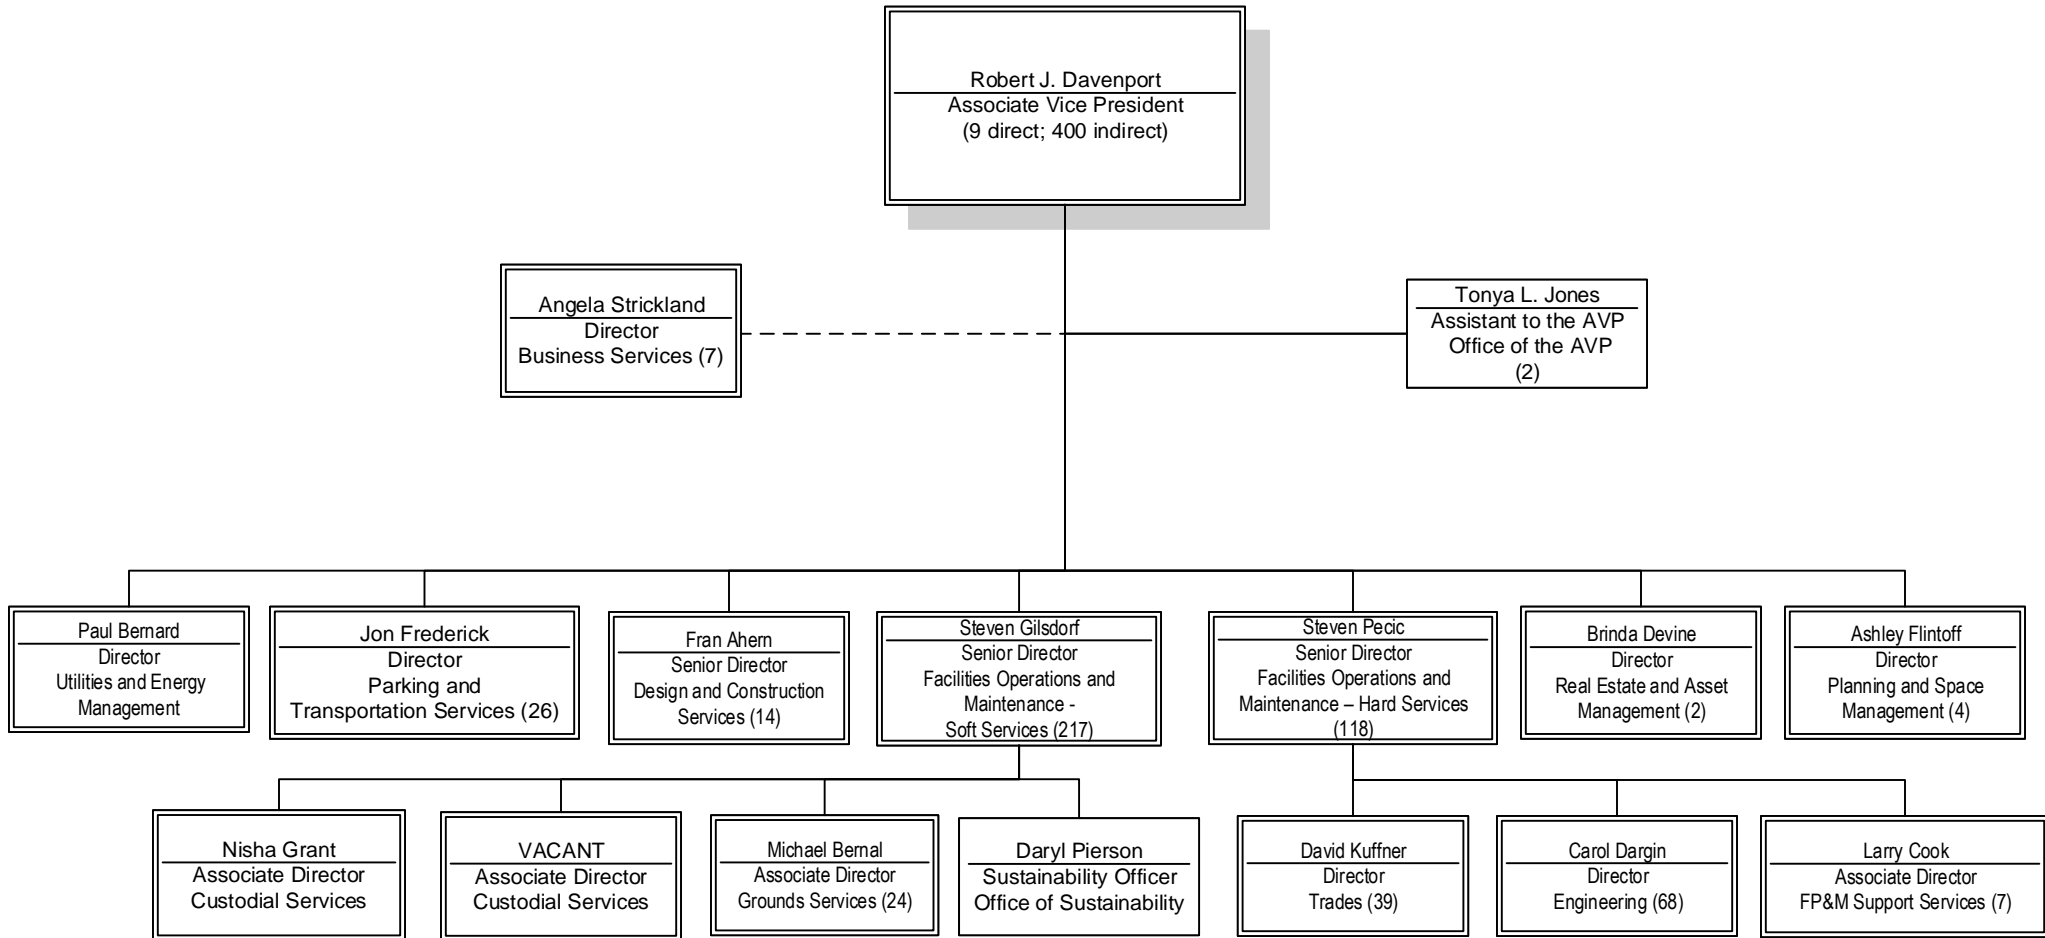 Robert J. Davenport
Associate Vice President
(9 direct; 400 indirect)
Angela Strickland
Director
Business Services (7)
Tonya L. Jones
Assistant to the AVP
Office of the AVP
(2)
Paul Bernard
Director
Utilities and Energy
Management
Jon Frederick
Director
Parking and
Transportation Services (26)
Fran Ahern
Senior Director
Design and Construction
Services (14)
Steven Gilsdorf
Senior Director
Facilities Operations and
Maintenance -
Soft Services (217)
Steven Pecic
Senior Director
Facilities Operations and
Maintenance – Hard Services
(118)
Brinda Devine
Director
Real Estate and Asset
Management (2)
Ashley Flintoff
Director
Planning and Space
Management (4)
Nisha Grant
Associate Director
Custodial Services
VACANT
Associate Director
Custodial Services
Michael Bernal
Associate Director
Grounds Services (24)
Daryl Pierson
Sustainability Officer
Office of Sustainability
David Kuffner
Director
Trades (39)
Carol Dargin
Director
Engineering (68)
Larry Cook
Associate Director
FP&M Support Services (7)